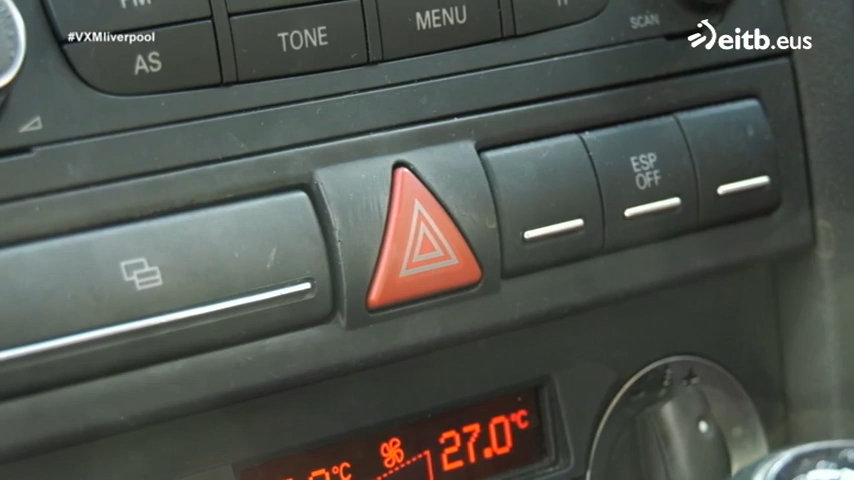 #VXMliverpool
eitb.eus
AS
TONE
MENU
SCAN
ESP
OFF
°C
27.0°C